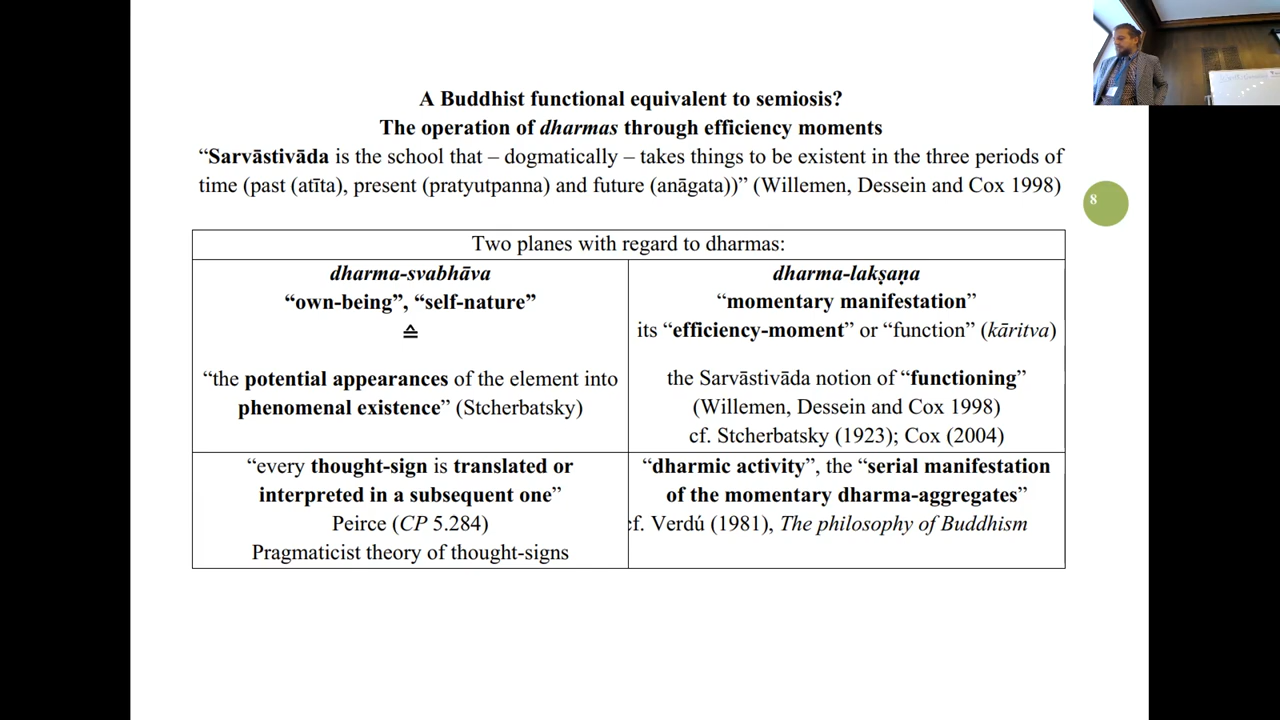 A Buddhist functional equivalent to semiosis?
The operation of dharmas through efficiency moments
“Sarvāstivāda is the school that – dogmatically – takes things to be existent in the three periods of
time (past (atīta), present (pratyutpanna) and future (anāgata))” (Willemen, Dessein and Cox 1998)
8
Two planes with regard to dharmas:
dharma-svabhāva
“own-being”, “self-nature”
≙
“the potential appearances of the element into
phenomenal existence” (Stcherbatsky)
dharma-lakṣaṇa
“momentary manifestation”
its “efficiency-moment” or “function” (kāritva)
the Sarvāstivāda notion of “functioning”
(Willemen, Dessein and Cox 1998)
cf. Stcherbatsky (1923); Cox (2004)
“every thought-sign is translated or
interpreted in a subsequent one”
Peirce (CP 5.284)
Pragmaticist theory of thought-signs
“dharmic activity”, the “serial manifestation
of the momentary dharma-aggregates”
cf. Verdú (1981), The philosophy of Buddhism